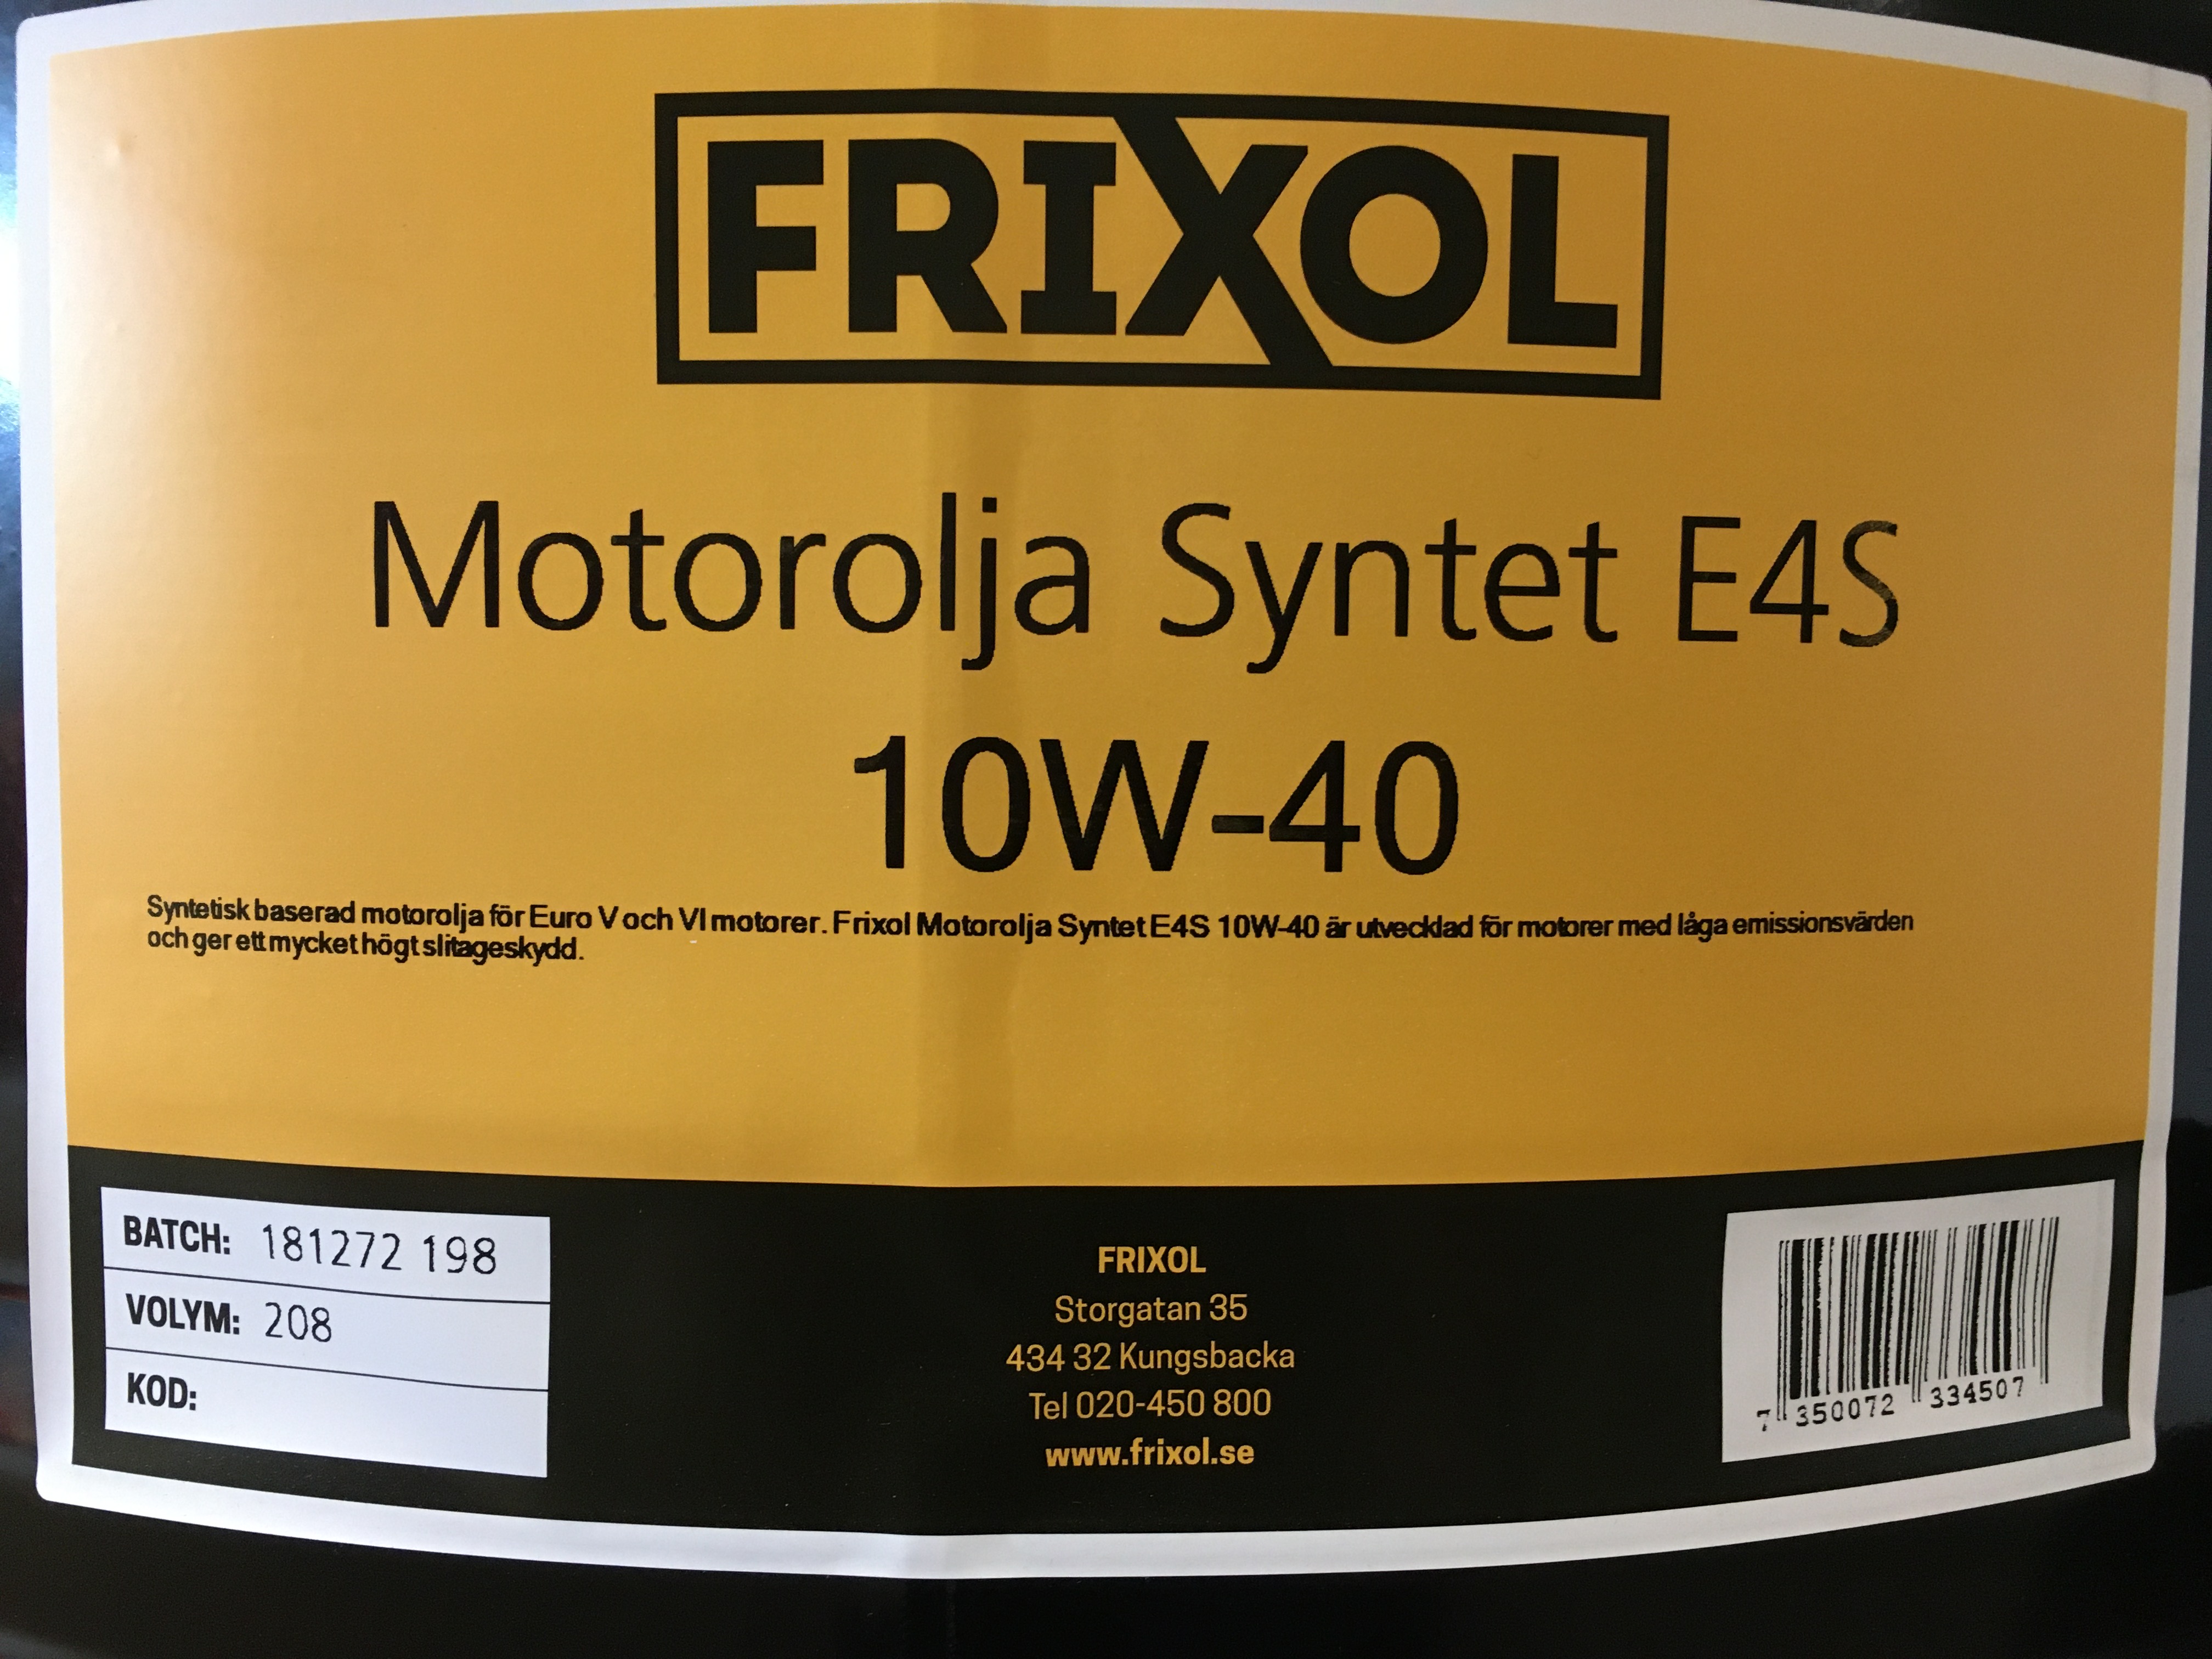 FRIXOL
Motorolja Syntet E4S
10W-40
Syntetisk baserad motorolja för Euro V och VI motorer. Frixol Motorolja Syntet E4S 10W-40 är utvecklad för motorer med låga emissionsvärden
och ger ett mycket högt slitageskydd.
BATCH: 181272 198
VOLYM: 208
KOD:
FRIXOL
Storgatan 35
434 32 Kungsbacka
Tel 020-450 800
www.frixol.se
7 350072 334507